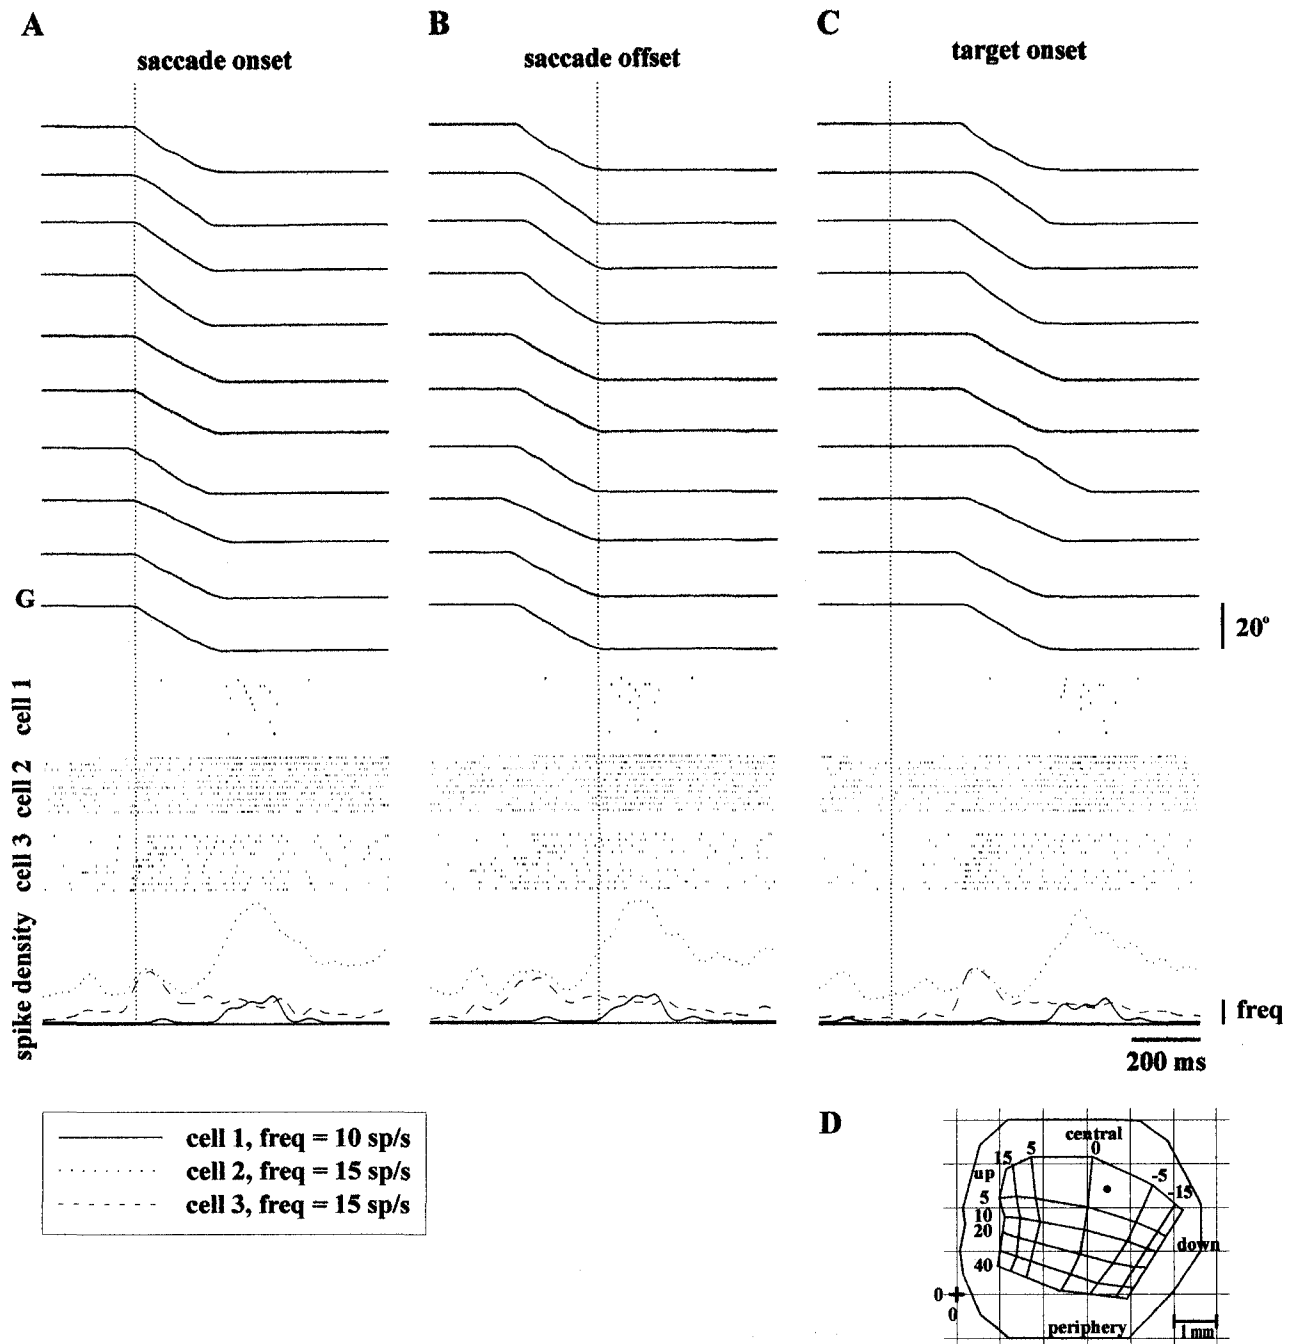 A
B
C
saccade onset
saccade offset
target onset
G
20°
cell 1
cell 2
cell 3
spike density
freq
200 ms
cell 1, freq = 10 sp/s
cell 2, freq = 15 sp/s
cell 3, freq = 15 sp/s
D
central
15 5 0
up
-5
-15
5
10
20
down
40
0
0
periphery
1 mm